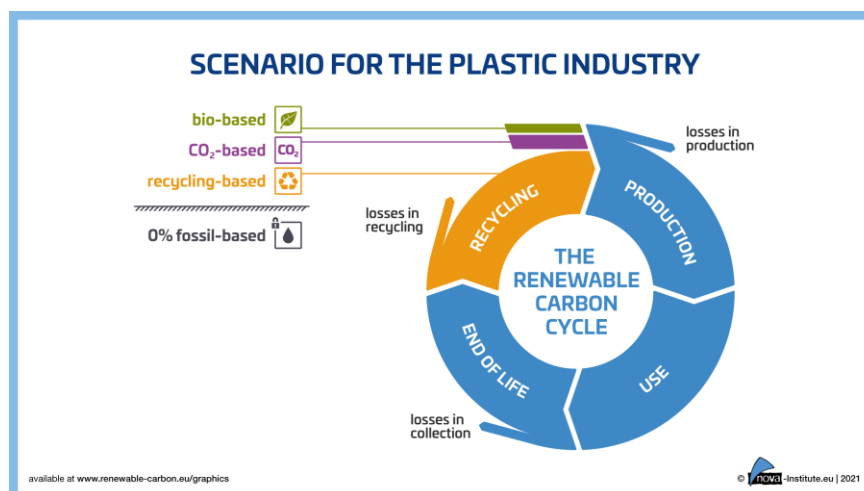 SCENARIO FOR THE PLASTIC INDUSTRY
bio-based
CO₂-based
CO₂
recycling-based
0% fossil-based
losses in
production
losses in
recycling
losses in
collection
RECYCLING
PRODUCTION
USE
END OF LIFE
THE
RENEWABLE
CARBON
CYCLE
available at www.renewable-carbon.eu/graphics
© nova-Institute.eu | 2021